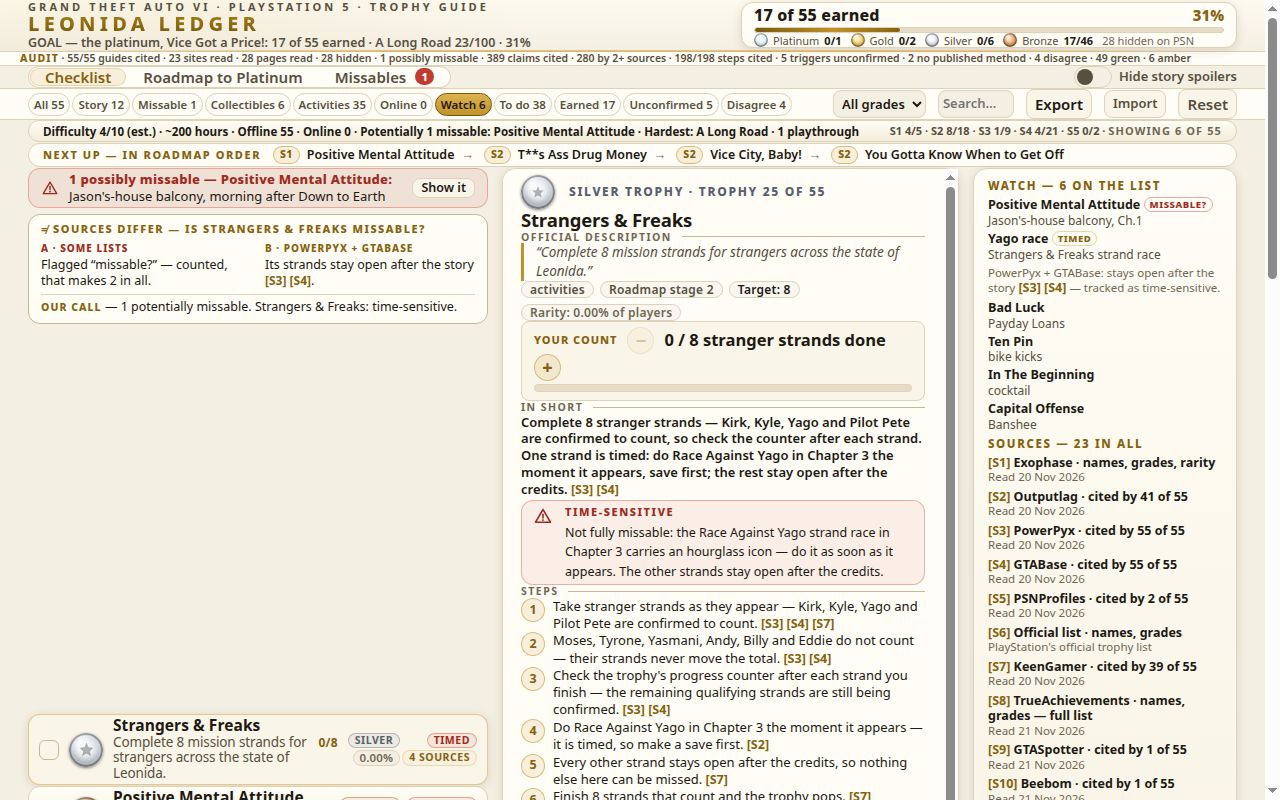 GRAND THEFT AUTO VI · PLAYSTATION 5 · TROPHY GUIDE
LEONIDA LEDGER
GOAL — the platinum, Vice Got a Price!: 17 of 55 earned · A Long Road 23/100 · 31%
17 of 55 earned 31%
Platinum 0/1 Gold 0/2 Silver 0/6 Bronze 17/46 28 hidden on PSN
AUDIT · 55/55 guides cited · 23 sites read · 28 pages read · 28 hidden · 1 possibly missable · 389 claims cited · 280 by 2+ sources · 198/198 steps cited · 5 triggers unconfirmed · 2 no published method · 4 disagree · 49 green · 6 amber
Checklist Roadmap to Platinum Missables 1 Hide story spoilers
All 55 Story 12 Missable 1 Collectibles 6 Activities 35 Online 0 Watch 6 To do 38 Earned 17 Unconfirmed 5 Disagree 4 All grades Search... Export Import Reset
Difficulty 4/10 (est.) · ~200 hours · Offline 55 · Online 0 · Potentially 1 missable: Positive Mental Attitude · Hardest: A Long Road · 1 playthrough S1 4/5 · S2 8/18 · S3 1/9 · S4 4/21 · S5 0/2 · SHOWING 6 OF 55
NEXT UP — IN ROADMAP ORDER S1 Positive Mental Attitude → S2 T**s Ass Drug Money → S2 Vice City, Baby! → S2 You Gotta Know When to Get Off
1 possibly missable — Positive Mental Attitude:
Jason's-house balcony, morning after Down to Earth
Show it
≠ SOURCES DIFFER — IS STRANGERS & FREAKS MISSABLE?
A · SOME LISTS
Flagged “missable?” — counted,
that makes 2 in all.
B · POWERPYX + GTABASE
Its strands stay open after the story
[S3] [S4].
OUR CALL — 1 potentially missable. Strangers & Freaks: time-sensitive.
Strangers & Freaks
Complete 8 mission strands for
strangers across the state of
Leonida.
0/8 SILVER TIMED
0.00% 4 SOURCES
Positive Mental Attitude
SILVER TROPHY · TROPHY 25 OF 55
Strangers & Freaks
OFFICIAL DESCRIPTION
“Complete 8 mission strands for strangers across the state of
Leonida.”
activities Roadmap stage 2 Target: 8
Rarity: 0.00% of players
YOUR COUNT − 0 / 8 stranger strands done
+
IN SHORT
Complete 8 stranger strands — Kirk, Kyle, Yago and Pilot Pete
are confirmed to count, so check the counter after each strand.
One strand is timed: do Race Against Yago in Chapter 3 the
moment it appears, save first; the rest stay open after the
credits. [S3] [S4]
TIME-SENSITIVE
Not fully missable: the Race Against Yago strand race in
Chapter 3 carries an hourglass icon — do it as soon as it
appears. The other strands stay open after the credits.
STEPS
1 Take stranger strands as they appear — Kirk, Kyle, Yago and
Pilot Pete are confirmed to count. [S3] [S4] [S7]
2 Moses, Tyrone, Yasmani, Andy, Billy and Eddie do not count
— their strands never move the total. [S3] [S4]
3 Check the trophy's progress counter after each strand you
finish — the remaining qualifying strands are still being
confirmed. [S3] [S4]
4 Do Race Against Yago in Chapter 3 the moment it appears —
it is timed, so make a save first. [S2]
5 Every other strand stays open after the credits, so nothing
else here can be missed. [S7]
6 Finish 8 strands that count and the trophy pops. [S7]
WATCH — 6 ON THE LIST
Positive Mental Attitude MISSABLE?
Jason's-house balcony, Ch.1
Yago race TIMED
Strangers & Freaks strand race
PowerPyx + GTABase: stays open after the
story [S3] [S4] — tracked as time-sensitive.
Bad Luck
Payday Loans
Ten Pin
bike kicks
In The Beginning
cocktail
Capital Offense
Banshee
SOURCES — 23 IN ALL
[S1] Exophase · names, grades, rarity
Read 20 Nov 2026
[S2] Outputlag · cited by 41 of 55
Read 20 Nov 2026
[S3] PowerPyx · cited by 55 of 55
Read 20 Nov 2026
[S4] GTABase · cited by 55 of 55
Read 20 Nov 2026
[S5] PSNProfiles · cited by 2 of 55
Read 20 Nov 2026
[S6] Official list · names, grades
PlayStation's official trophy list
[S7] KeenGamer · cited by 39 of 55
Read 20 Nov 2026
[S8] TrueAchievements · names,
grades — full list
Read 21 Nov 2026
[S9] GTASpotter · cited by 1 of 55
Read 21 Nov 2026
[S10] Beebom · cited by 1 of 55
Read 21 Nov 2026